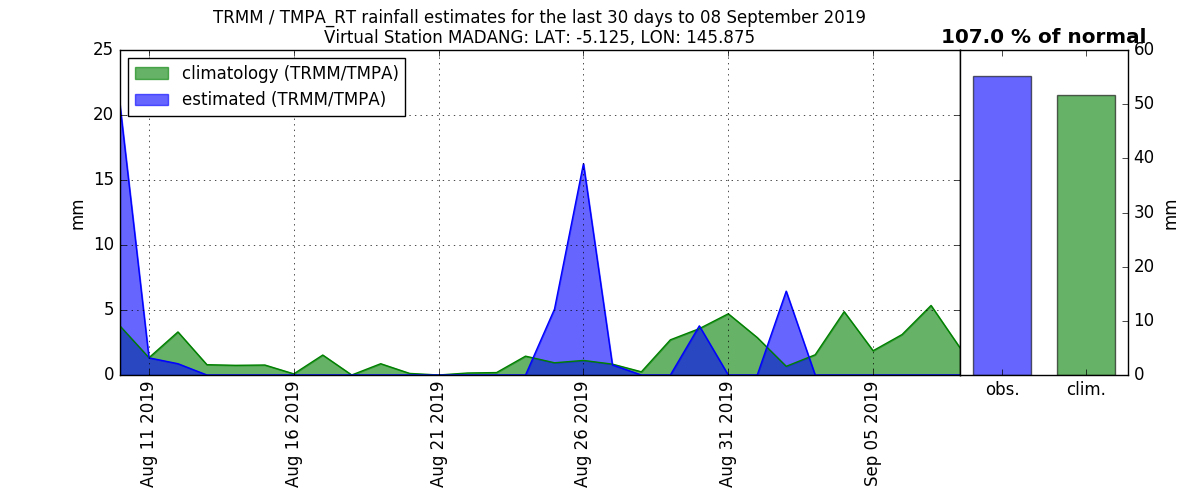 TRMM / TMPA_RT rainfall estimates for the last 30 days to 08 September 2019
Virtual Station MADANG: LAT: -5.125, LON: 145.875
107.0 % of normal
climatology (TRMM/TMPA)
estimated (TRMM/TMPA)
mm
25
20
15
10
5
0
Aug 11 2019
Aug 16 2019
Aug 21 2019
Aug 26 2019
Aug 31 2019
Sep 05 2019
obs.
clim.
60
50
40
30
20
10
0
mm